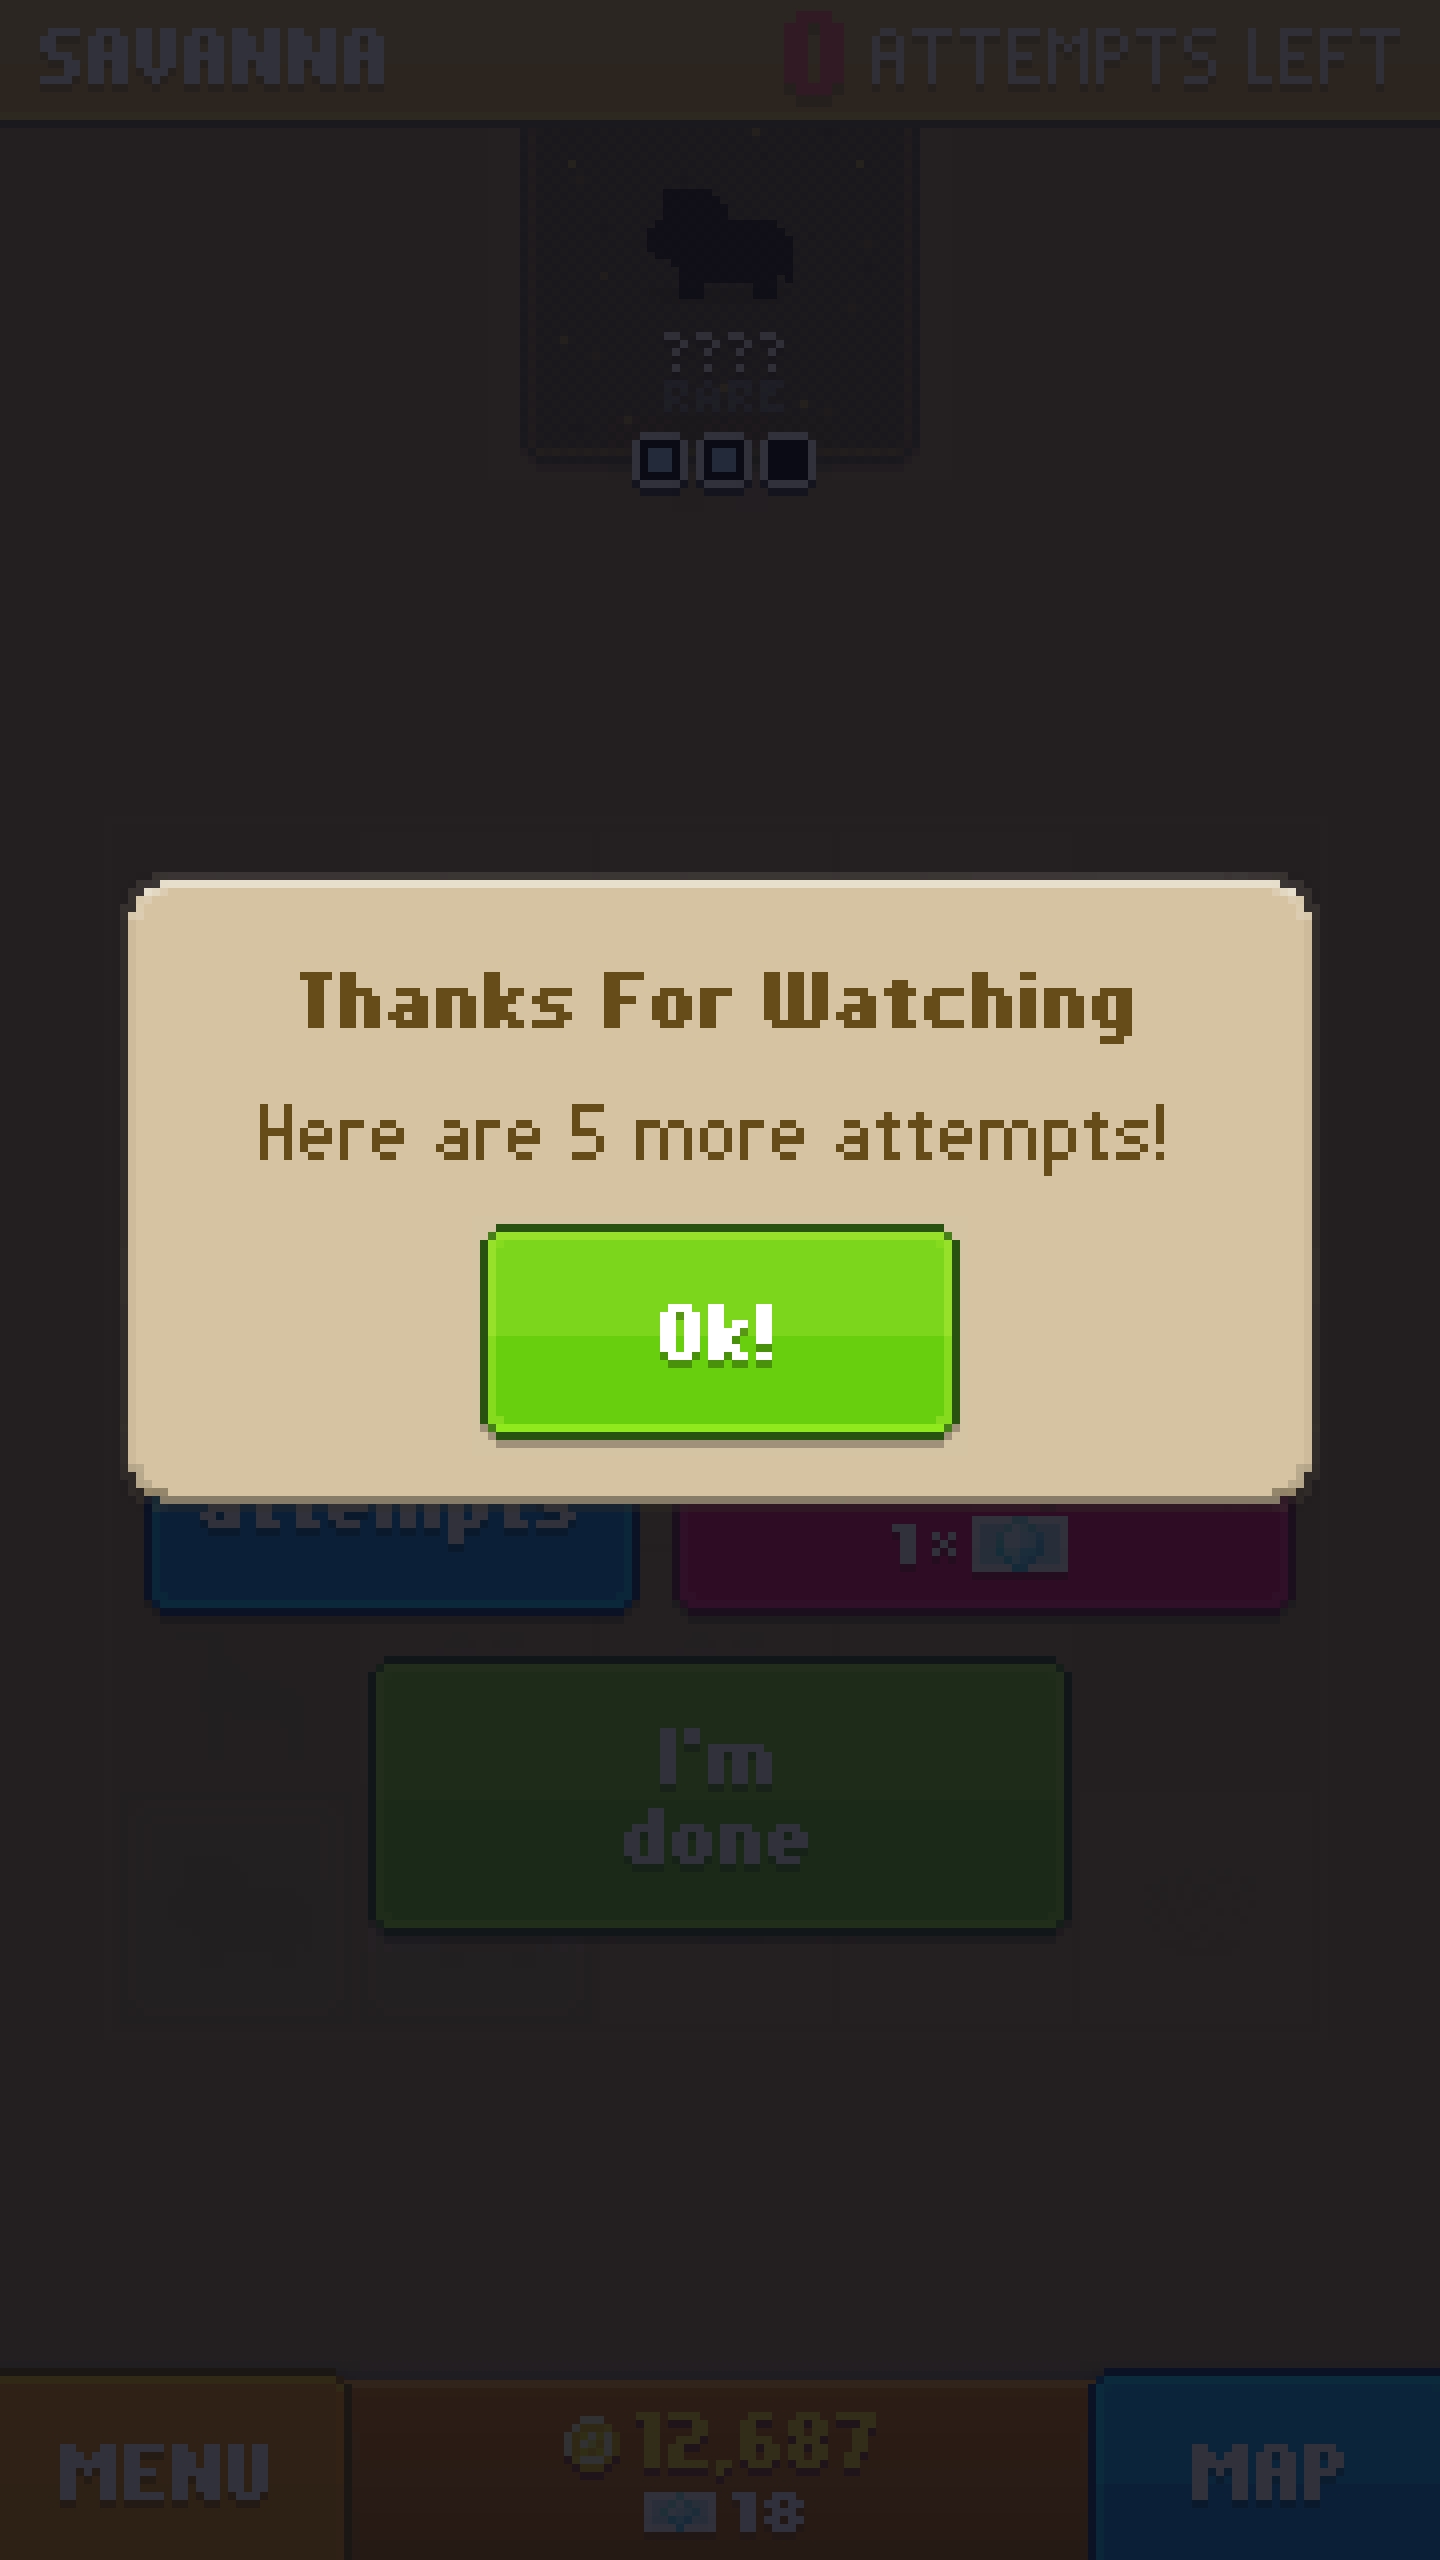 SAVANNA
0 ATTEMPTS LEFT
????
RARE
Thanks For Watching
Here are 5 more attempts!
Ok!
attempts
1×
I'm
done
MENU
12,687
18
MAP